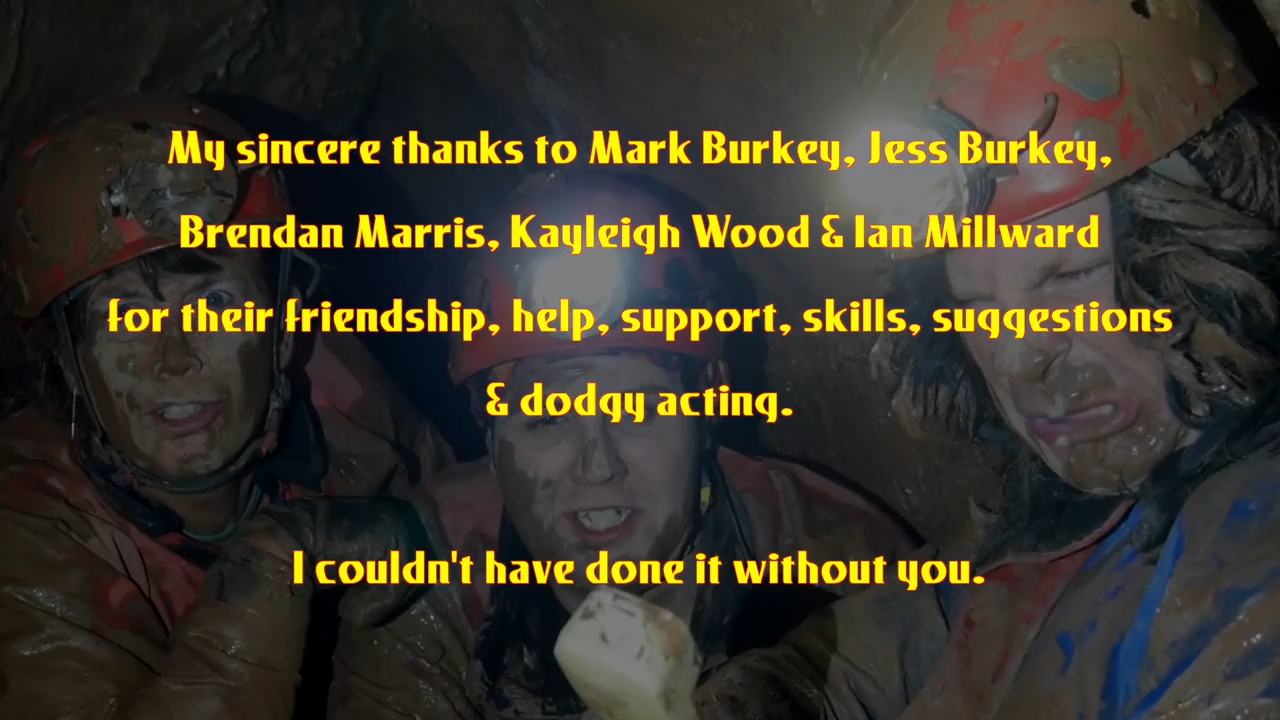 My sincere thanks to Mark Burkey, Jess Burkey,
Brendan Marris, Kayleigh Wood & Ian Millward
for their friendship, help, support, skills, suggestions
& dodgy acting.
I couldn't have done it without you.